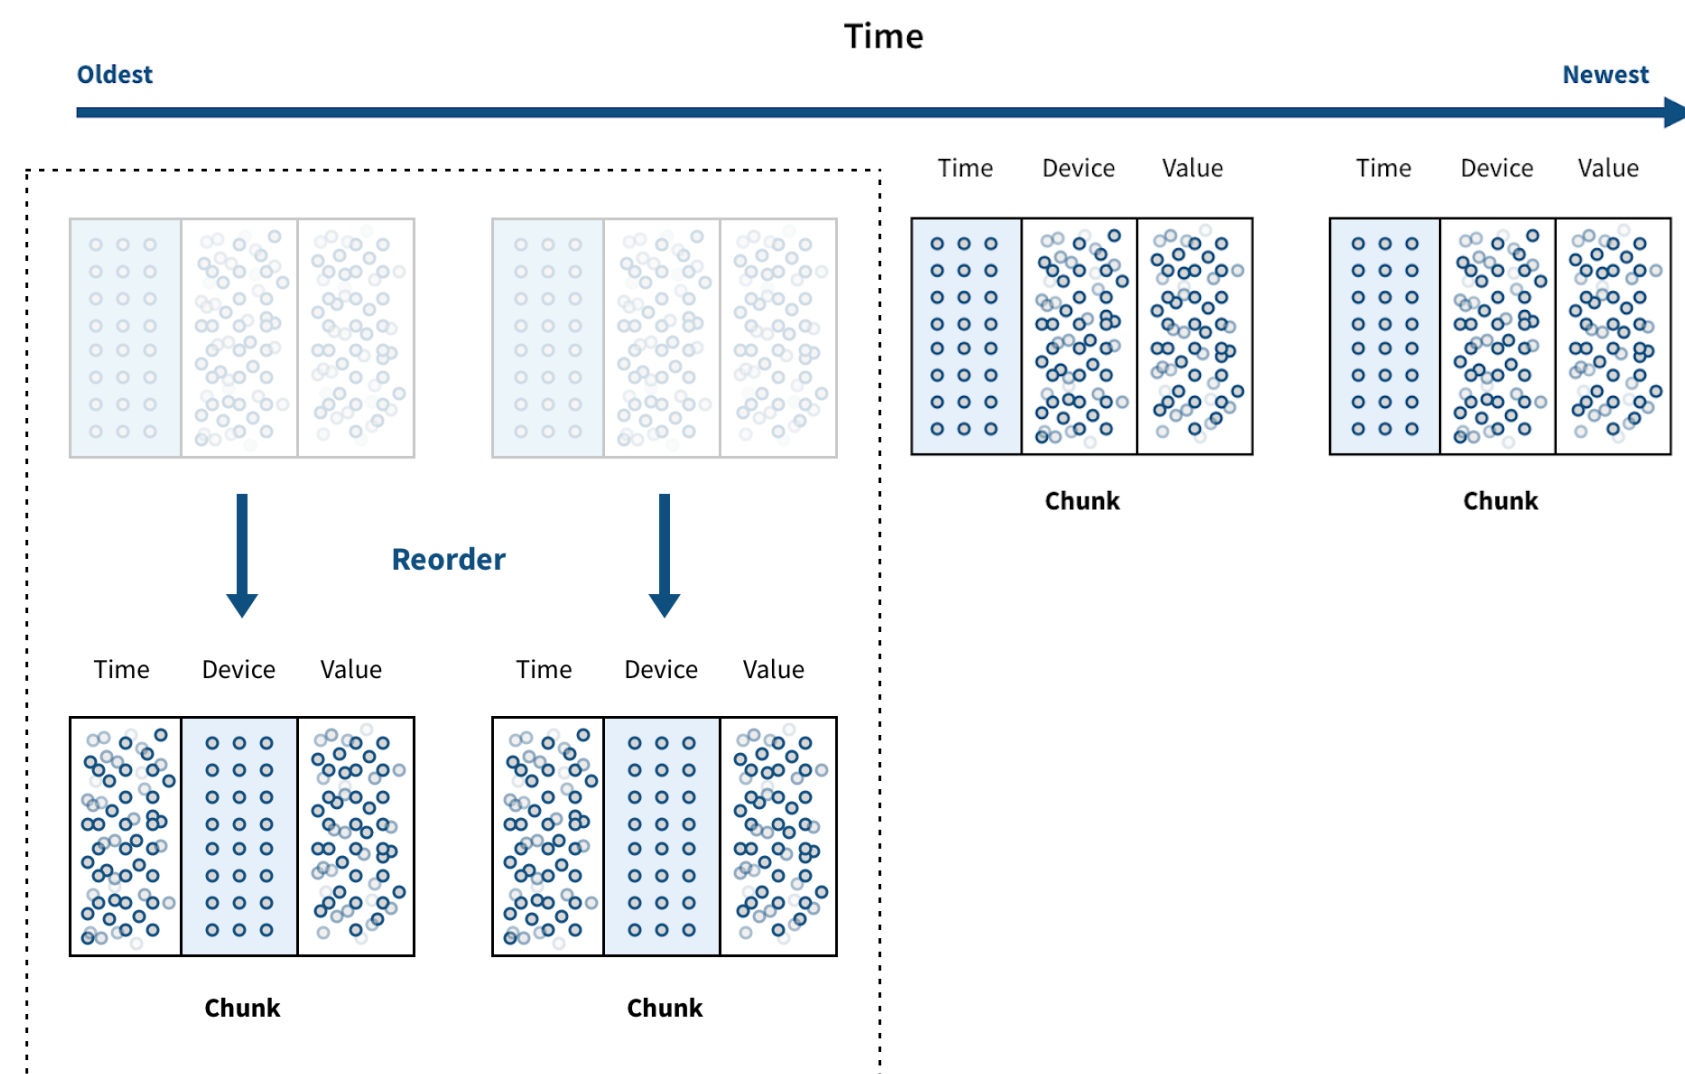 Time
Oldest
Newest
Time Device Value
Time Device Value
Chunk
Chunk
Reorder
Time Device Value
Time Device Value
Chunk
Chunk